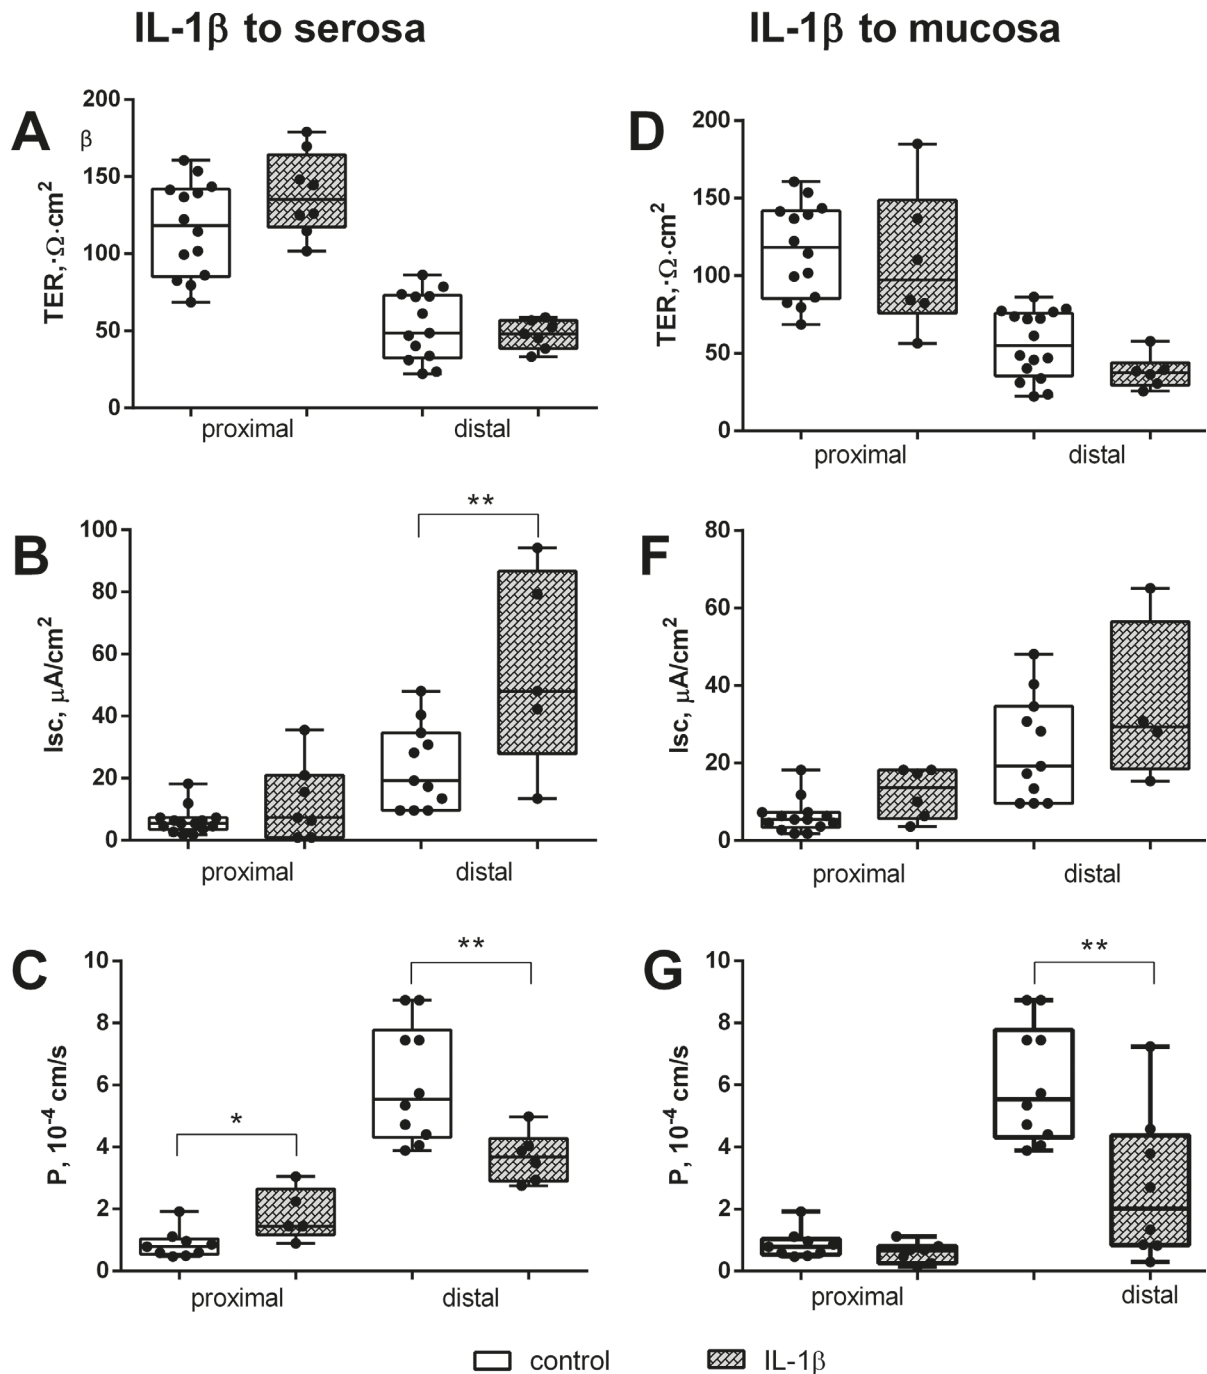 IL-1β to serosa
IL-1β to mucosa
A
β
TER,·Ω·cm²
200
150
100
50
0
proximal
distal
D
TER,·Ω·cm²
200
150
100
50
0
proximal
distal
B
Isc, μA/cm²
100
80
60
40
20
0
**
proximal
distal
F
Isc, μA/cm²
80
60
40
20
0
proximal
distal
C
P, 10⁻⁴ cm/s
10
8
6
4
2
0
*
**
proximal
distal
G
P, 10⁻⁴ cm/s
10
8
6
4
2
0
**
proximal
distal
control
IL-1β